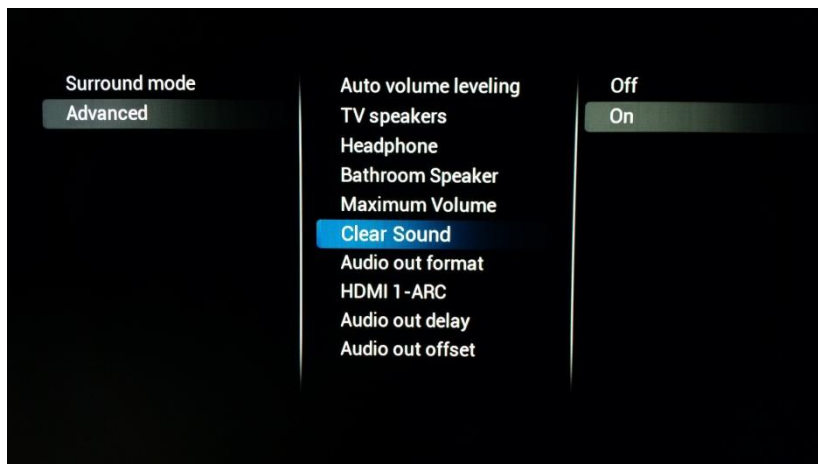 Surround mode
Advanced
Auto volume leveling
TV speakers
Headphone
Bathroom Speaker
Maximum Volume
Clear Sound
Audio out format
HDMI 1-ARC
Audio out delay
Audio out offset
Off
On